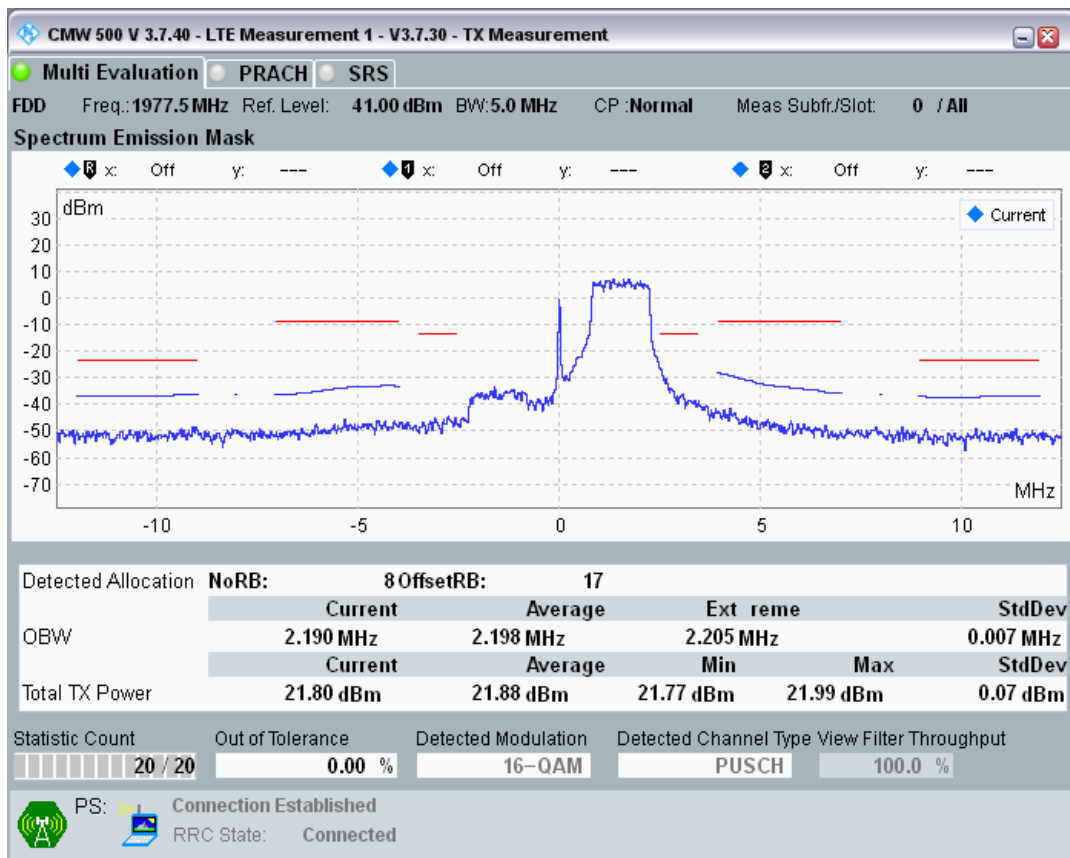 CMW 500 V 3.7.40 - LTE Measurement 1 - V3.7.30 - TX Measurement
Multi Evaluation PRACH SRS
FDD Freq.: 1977.5 MHz Ref. Level: 41.00 dBm BW: 5.0 MHz CP : Normal Meas Subfr./Slot: 0 / All
Spectrum Emission Mask
R x: Off y: --- 1 x: Off y: --- 2 x: Off y: ---
dBm
Current
30
20
10
0
-10
-20
-30
-40
-50
-60
-70
MHz
-10 -5 0 5 10
Detected Allocation NoRB: 8 OffsetRB: 17
Current Average Ext reme StdDev
OBW 2.190 MHz 2.198 MHz 2.205 MHz 0.007 MHz
Current Average Min Max StdDev
Total TX Power 21.80 dBm 21.88 dBm 21.77 dBm 21.99 dBm 0.07 dBm
Statistic Count Out of Tolerance Detected Modulation Detected Channel Type View Filter Throughput
20 / 20 0.00 % 16-QAM PUSCH 100.0 %
PS: Connection Established
RRC State: Connected